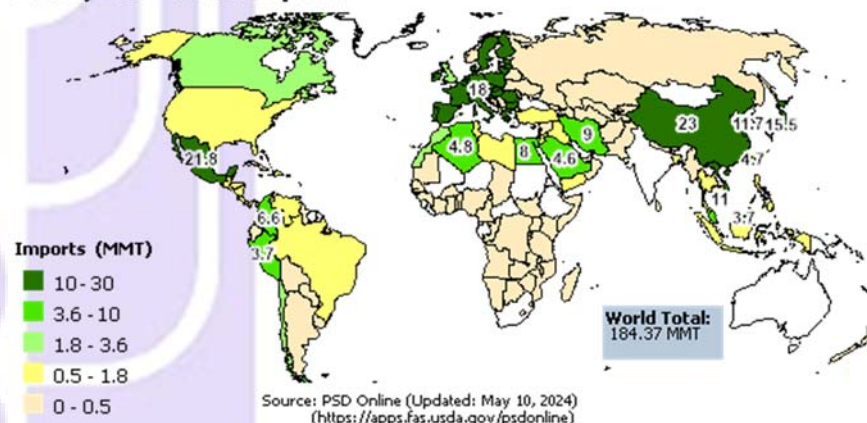 18
23
11.7
15.5
9
4.8
8
4.6
4.7
21.8
11
6.6
3.7
3.7
Imports (MMT)
10 - 30
3.6 - 10
1.8 - 3.6
0.5 - 1.8
0 - 0.5
World Total:
184.37 MMT
Source: PSD Online (Updated: May 10, 2024)
(https://apps.fas.usda.gov/psdonline)